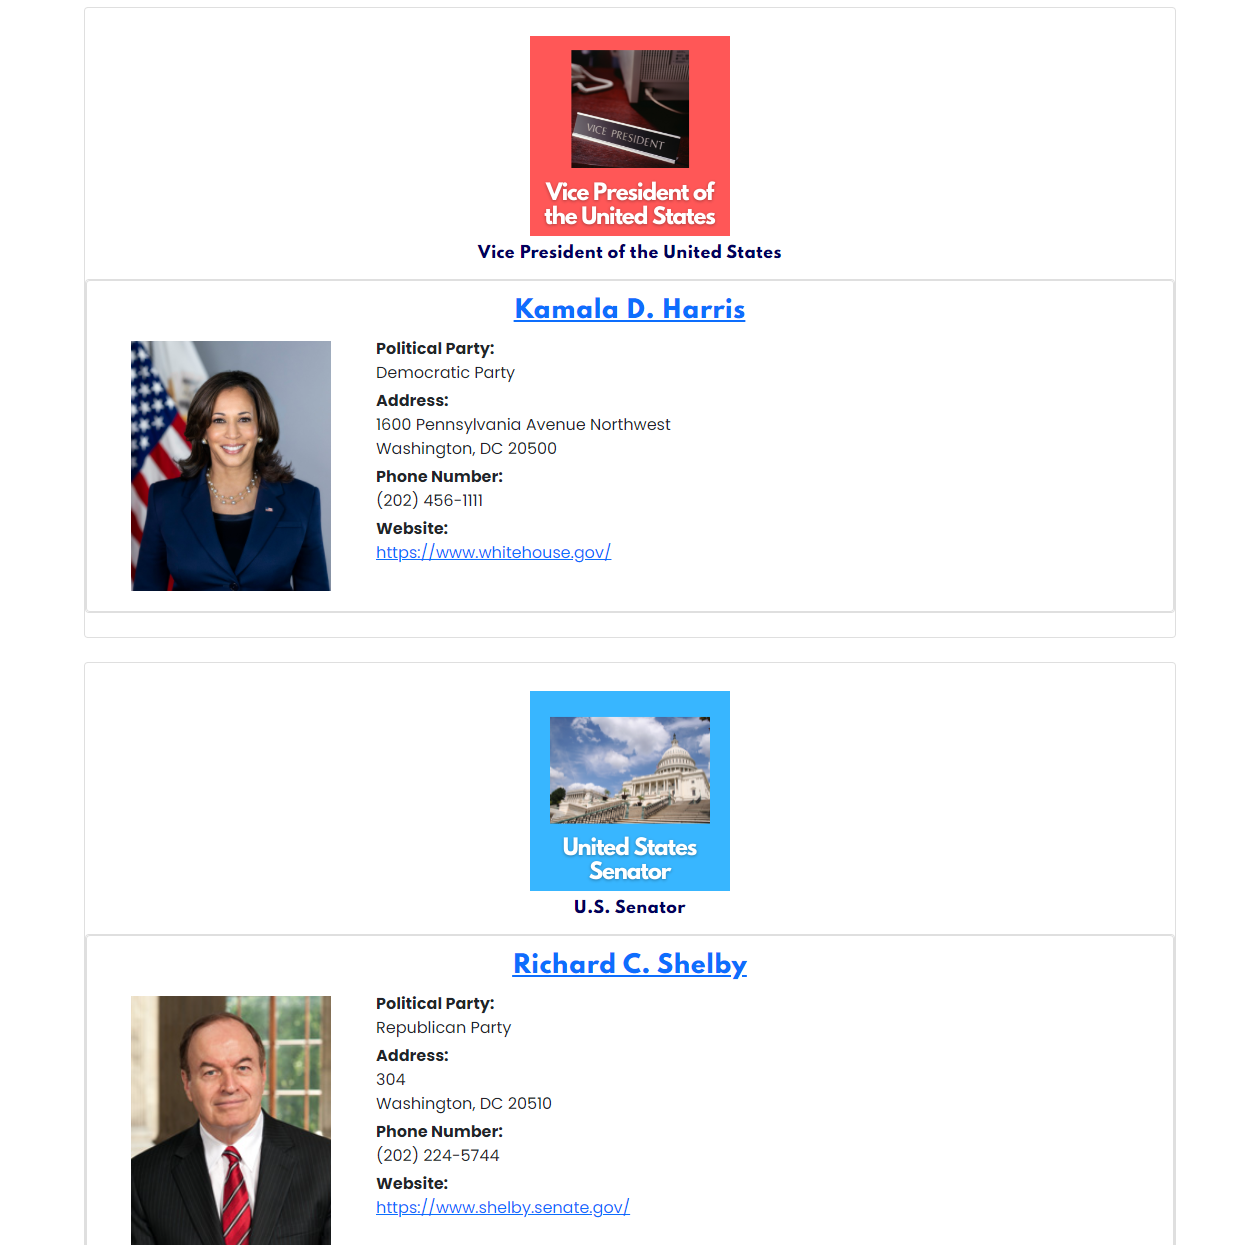 VICE PRESIDENT
Vice President of
the United States
Vice President of the United States
Kamala D. Harris
Political Party:
Democratic Party
Address:
1600 Pennsylvania Avenue Northwest
Washington, DC 20500
Phone Number:
(202) 456-1111
Website:
https://www.whitehouse.gov/
United States
Senator
U.S. Senator
Richard C. Shelby
Political Party:
Republican Party
Address:
304
Washington, DC 20510
Phone Number:
(202) 224-5744
Website:
https://www.shelby.senate.gov/